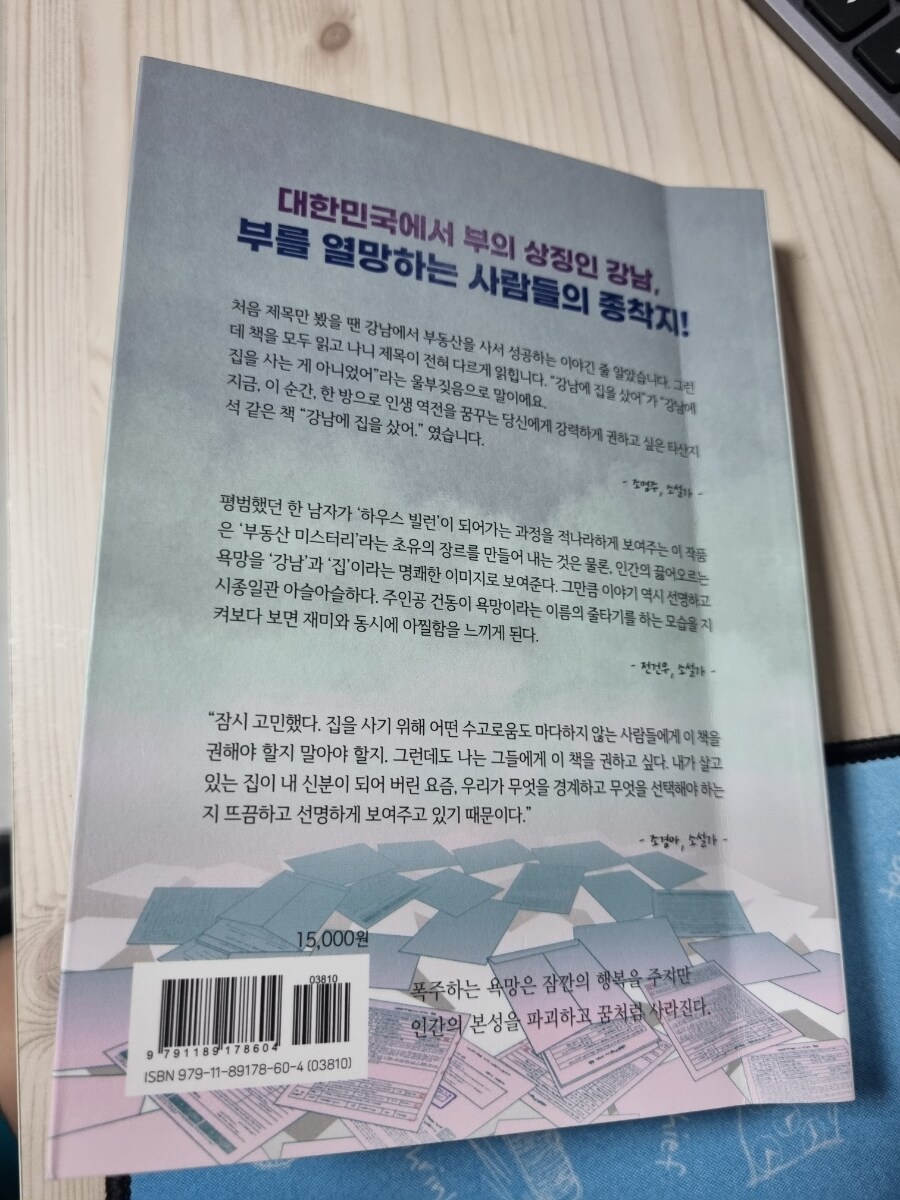 대한민국에서 부의 상징인 강남,
부를 열망하는 사람들의 종착지!
처음 제목만 봤을 땐 강남에서 부동산을 사서 성공하는 이야긴 줄 알았습니다. 그런
데 책을 모두 읽고 나니 제목이 전혀 다르게 읽힙니다. “강남에 집을 샀어”가 “강남에
집을 사는 게 아니었어”라는 울부짖음으로 말이에요.
지금, 이 순간, 한 방으로 인생 역전을 꿈꾸는 당신에게 강력하게 권하고 싶은 타산지
석 같은 책 “강남에 집을 샀어.” 였습니다.
- 조영주, 소설가 -
평범했던 한 남자가 ‘하우스 빌런’이 되어가는 과정을 적나라하게 보여주는 이 작품
은 ‘부동산 미스터리’라는 초유의 장르를 만들어 내는 것은 물론, 인간의 끓어오르는
욕망을 ‘강남’과 ‘집’이라는 명쾌한 이미지로 보여준다. 그만큼 이야기 역시 선명하고
시종일관 아슬아슬하다. 주인공 건동이 욕망이라는 이름의 줄타기를 하는 모습을 지
켜보다 보면 재미와 동시에 아찔함을 느끼게 된다.
- 전건우, 소설가 -
“잠시 고민했다. 집을 사기 위해 어떤 수고로움도 마다하지 않는 사람들에게 이 책을
권해야 할지 말아야 할지. 그런데도 나는 그들에게 이 책을 권하고 싶다. 내가 살고
있는 집이 내 신분이 되어 버린 요즘, 우리가 무엇을 경계하고 무엇을 선택해야 하는
지 뜨끔하고 선명하게 보여주고 있기 때문이다.”
- 조경아, 소설가 -
15,000원
03810
9 791189 178604
ISBN 979-11-89178-60-4 (03810)
폭주하는 욕망은 잠깐의 행복을 주지만
인간의 본성을 파괴하고 꿈처럼 사라진다.